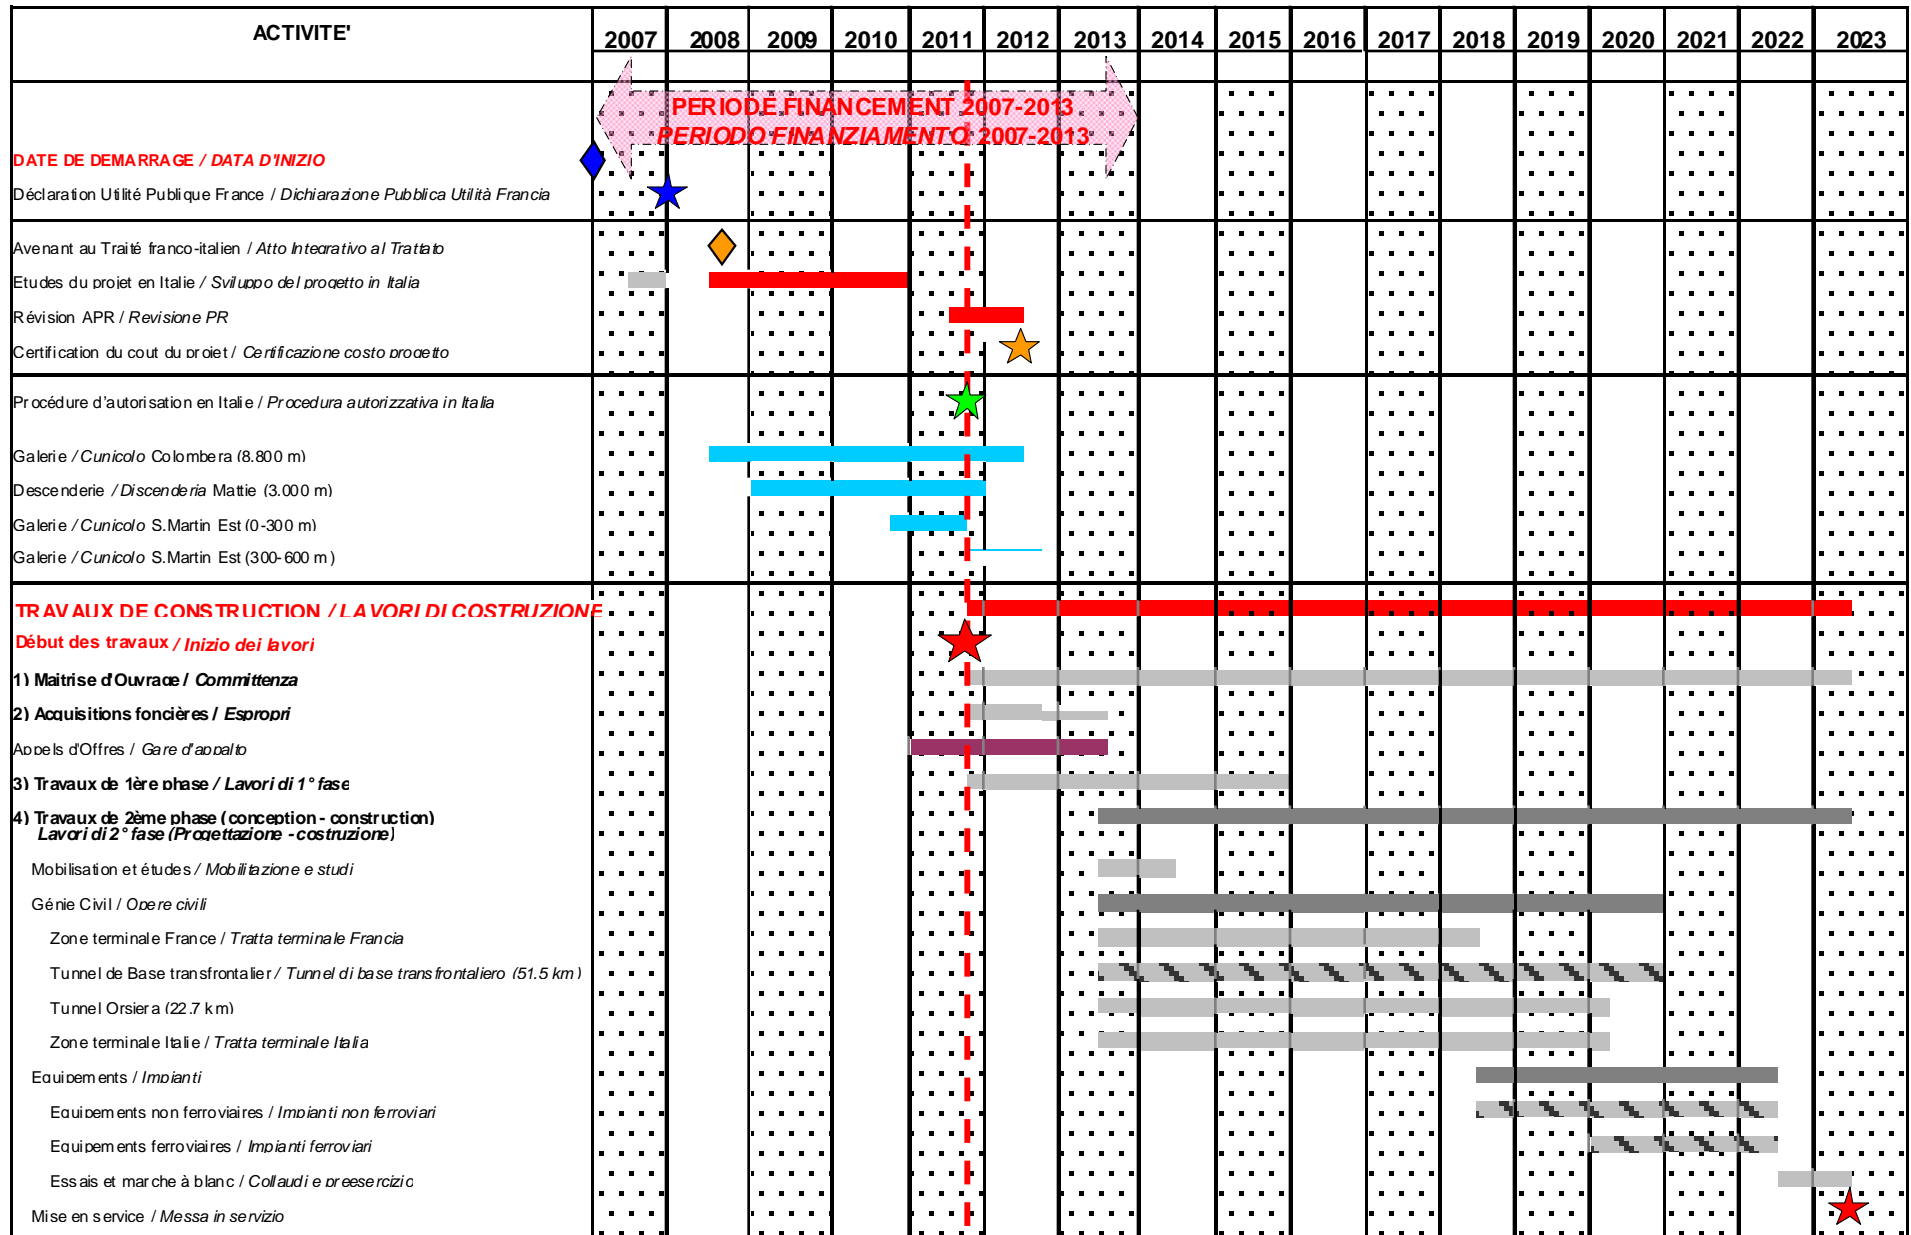 ACTIVITE'
2007 2008 2009 2010 2011 2012 2013 2014 2015 2016 2017 2018 2019 2020 2021 2022 2023
PERIODE FINANCEMENT 2007-2013
PERIODO FINANZIAMENTO 2007-2013
DATE DE DEMARRAGE / DATA D'INIZIO
Déclaration Utilité Publique France / Dichiarazione Pubblica Utilità Francia
Avenant au Traité franco-italien / Atto Integrativo al Trattato
Etudes du projet en Italie / Sviluppo del progetto in Italia
Révision APR / Revisione PR
Certification du cout du projet / Certificazione costo progetto
Procédure d'autorisation en Italie / Procedura autorizzativa in Italia
Galerie / Cunicolo Colombera (8.800 m)
Descenderie / Discenderia Mattie (3.000 m)
Galerie / Cunicolo S.Martin Est (0-300 m)
Galerie / Cunicolo S.Martin Est (300-600 m)
TRAVAUX DE CONSTRUCTION / LAVORI DI COSTRUZIONE
Début des travaux / Inizio dei lavori
1) Maitrise d'Ouvrage / Committenza
2) Acquisitions foncières / Espropri
Appels d'Offres / Gare d'appalto
3) Travaux de 1ère phase / Lavori di 1° fase
4) Travaux de 2ème phase (conception - construction)
Lavori di 2° fase (Progettazione - costruzione)
Mobilisation et études / Mobilitazione e studi
Génie Civil / Opere civili
Zone terminale France / Tratta terminale Francia
Tunnel de Base transfrontalier / Tunnel di base transfrontaliero (51.5 km)
Tunnel Orsiera (22.7 km)
Zone terminale Italie / Tratta terminale Italia
Equipements / Impianti
Equipements non ferroviaires / Impianti non ferroviari
Equipements ferroviaires / Impianti ferroviari
Essais et marche à blanc / Collaudi e preesercizio
Mise en service / Messa in servizio